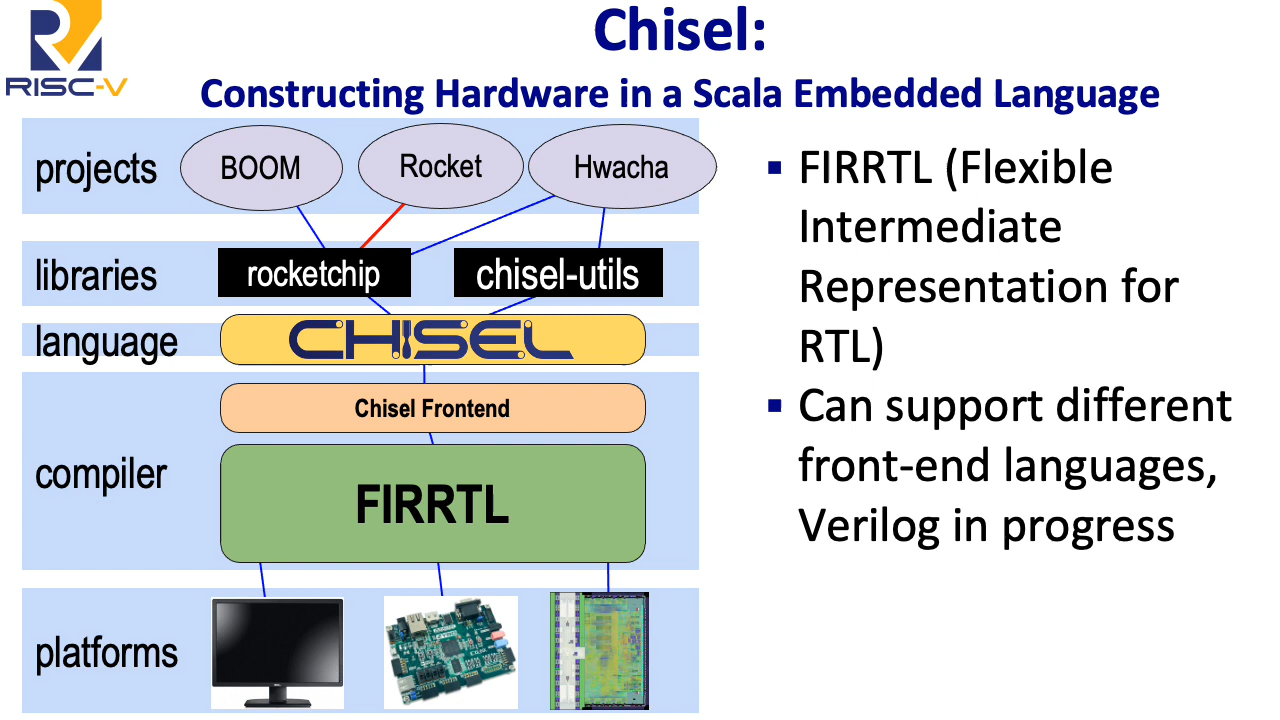 RISC-V
Chisel:
Constructing Hardware in a Scala Embedded Language
projects
BOOM
Rocket
Hwacha
libraries
rocketchip
chisel-utils
language
CHISEL
compiler
Chisel Frontend
FIRRTL
platforms
▪ FIRRTL (Flexible
Intermediate
Representation for
RTL)
▪ Can support different
front-end languages,
Verilog in progress